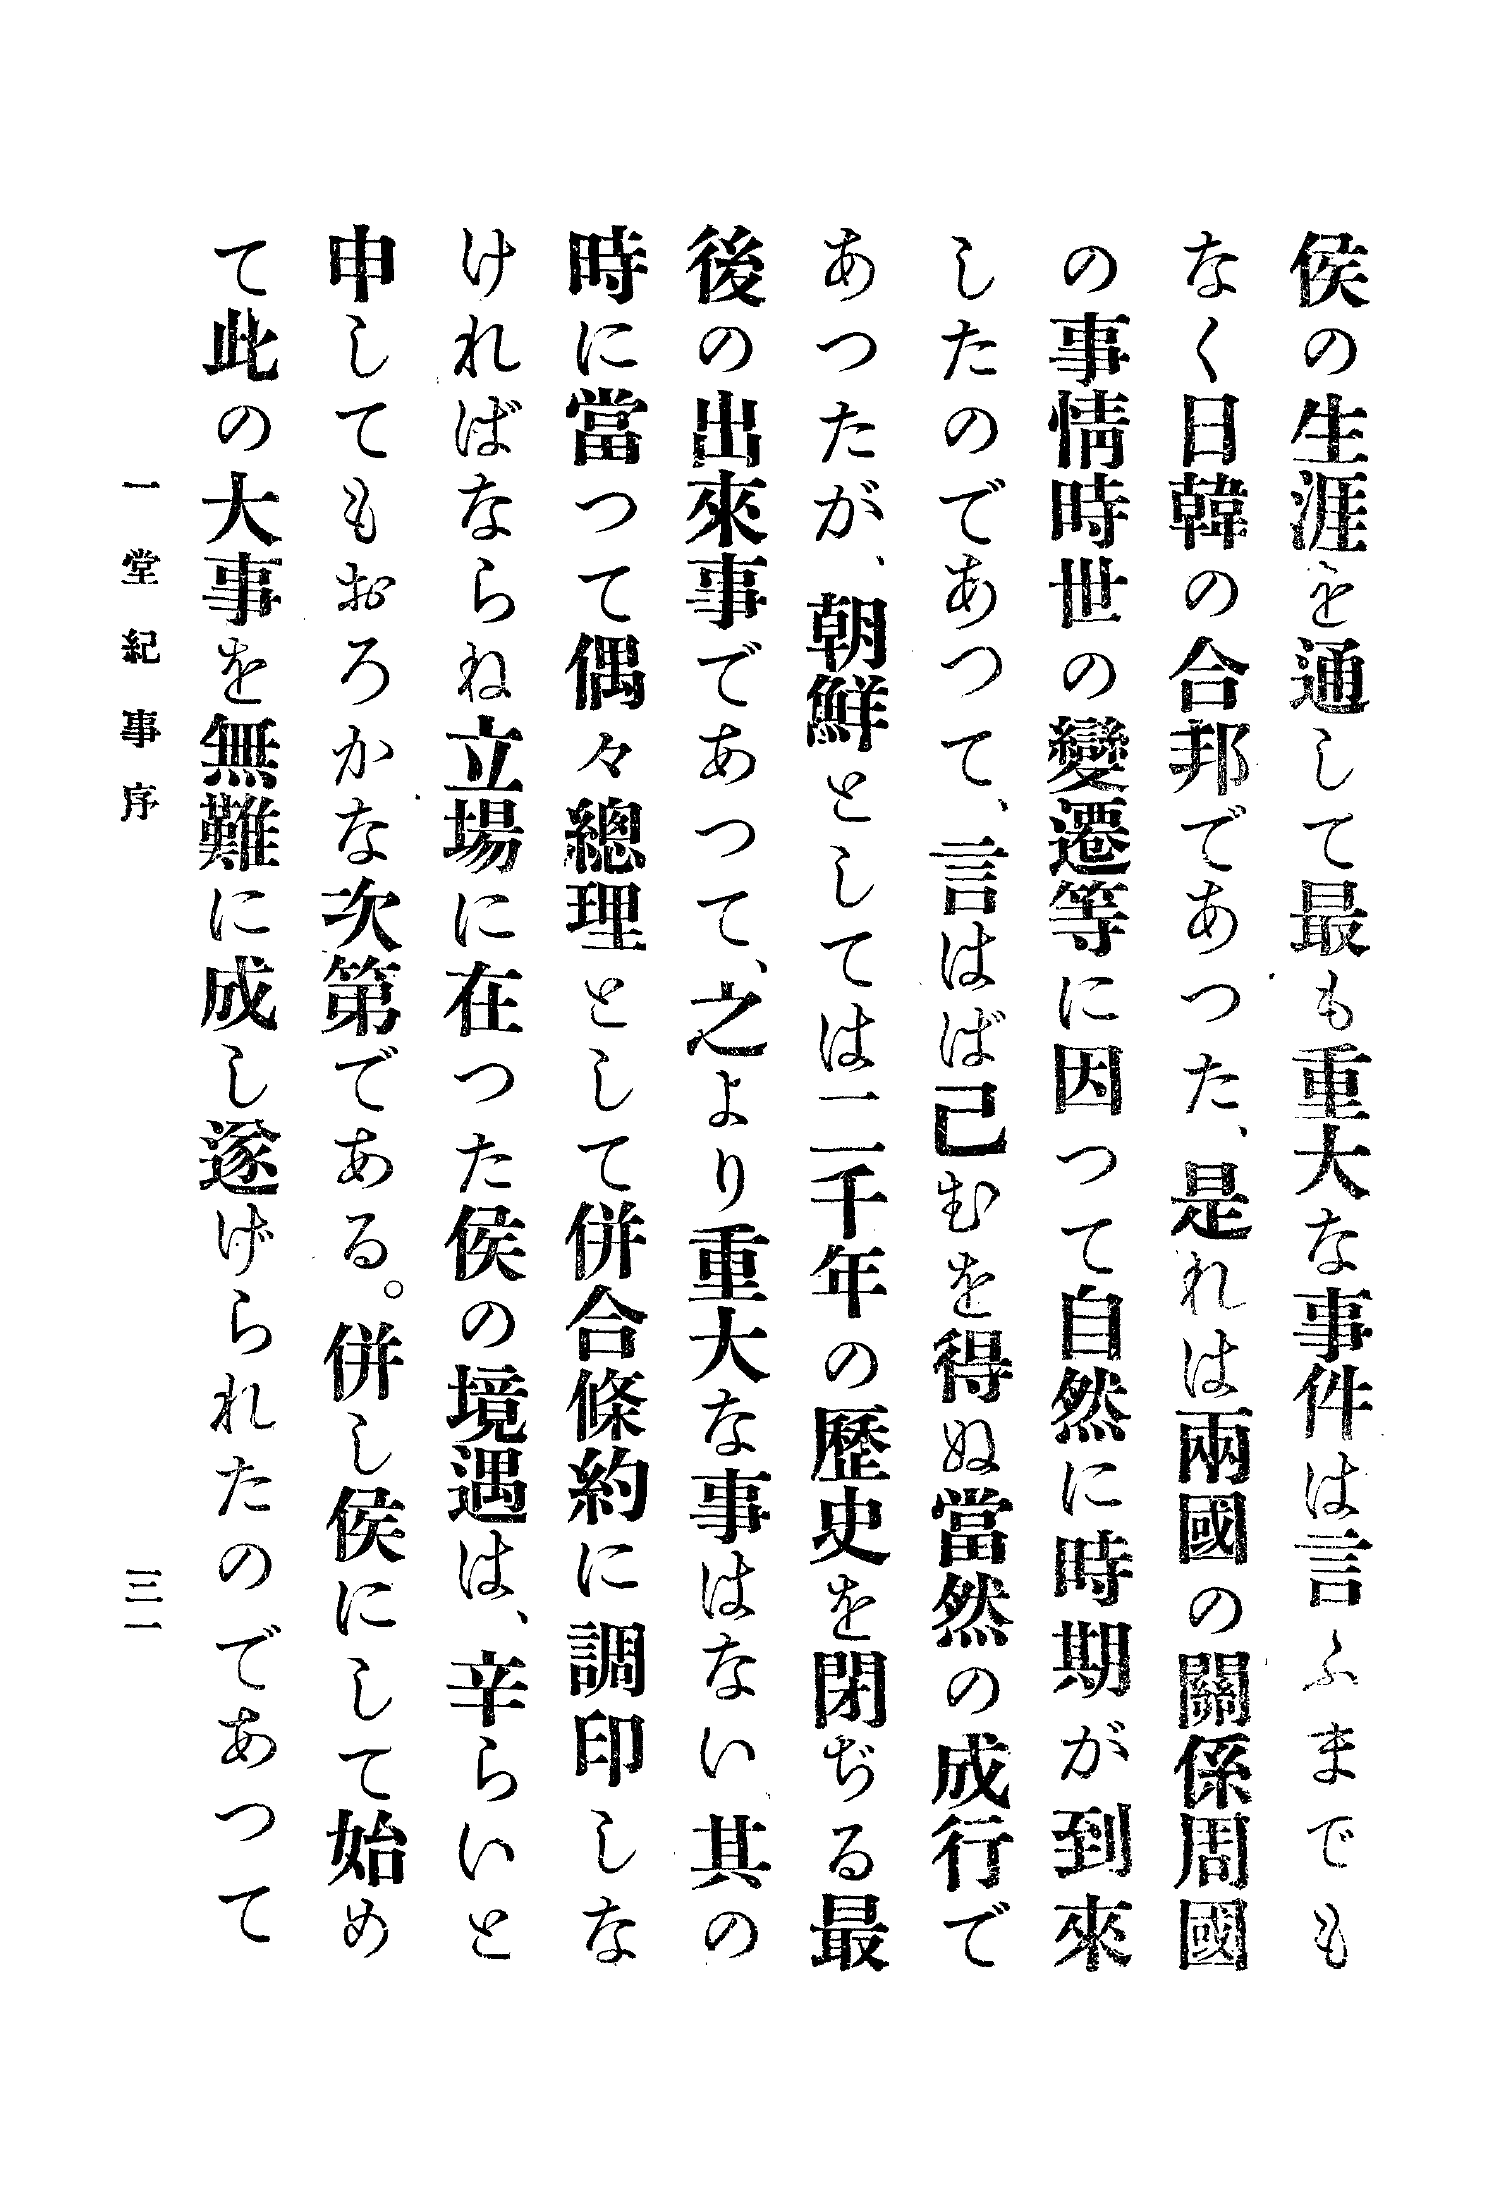 侯の生涯を通して最も重大な事件は言ふまでも
なく日韓の合邦であつた、是れは兩國の關係周國
の事情時世の變遷等に因つて自然に時期が到來
したのであつて、言はば己むを得ぬ當然の成行で
あつたが、朝鮮としては二千年の歷史を閉ぢる最
後の出來事であつて、之より重大な事はない其の
時に當つて偶々總理として併合條約に調印しな
ければならね立場に在つた侯の境遇は、辛らいと
申してもおろかな次第である。併し侯にして始め
て此の大事を無難に成し遂げられたのであつて
一堂紀事序
三一